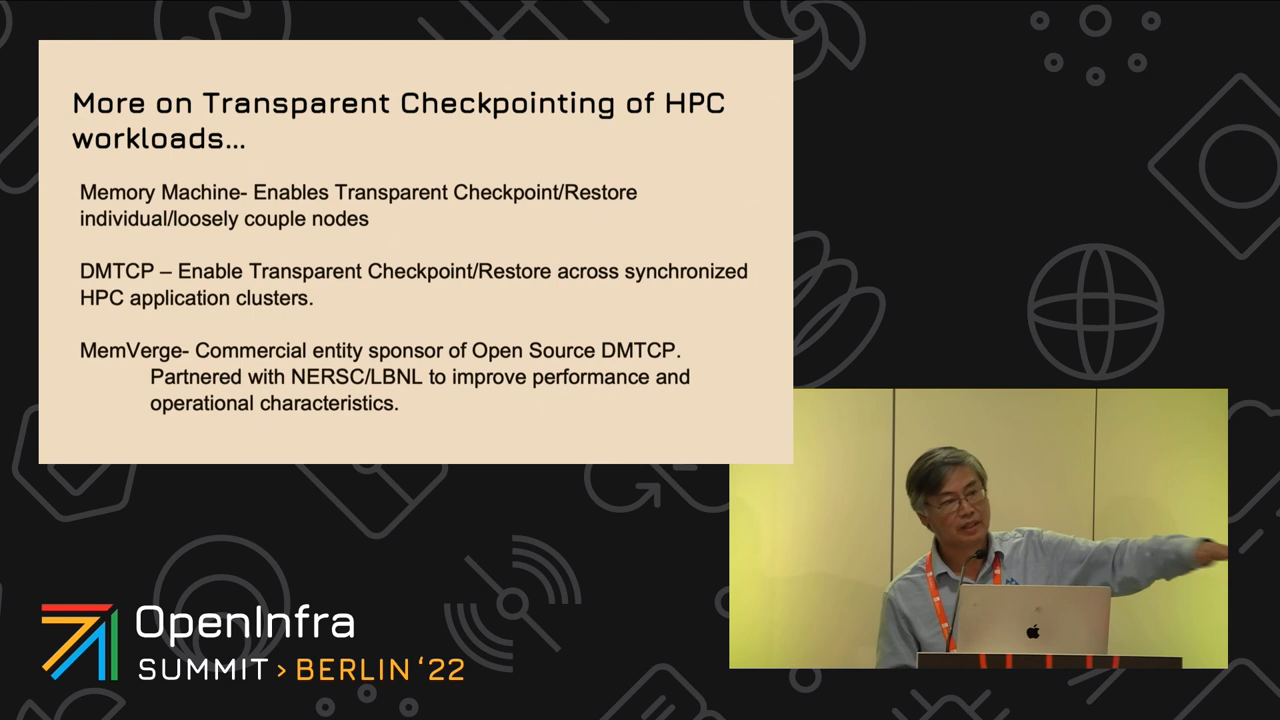 More on Transparent Checkpointing of HPC
workloads...
Memory Machine- Enables Transparent Checkpoint/Restore
individual/loosely couple nodes
DMTCP – Enable Transparent Checkpoint/Restore across synchronized
HPC application clusters.
MemVerge- Commercial entity sponsor of Open Source DMTCP.
Partnered with NERSC/LBNL to improve performance and
operational characteristics.
OpenInfra
SUMMIT > BERLIN ‘22